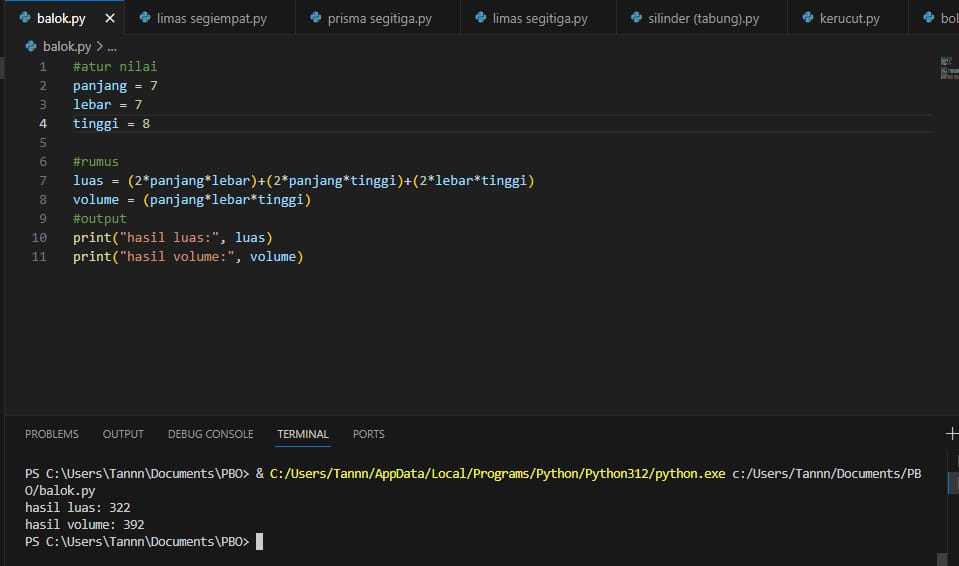 balok.py
limas segiempat.py
prisma segitiga.py
limas segitiga.py
silinder (tabung).py
kerucut.py
bol
balok.py > ...
1 #atur nilai
2 panjang = 7
3 lebar = 7
4 tinggi = 8
5
6 #rumus
7 luas = (2*panjang*lebar)+(2*panjang*tinggi)+(2*lebar*tinggi)
8 volume = (panjang*lebar*tinggi)
9 #output
10 print("hasil luas:", luas)
11 print("hasil volume:", volume)
PROBLEMS OUTPUT DEBUG CONSOLE TERMINAL PORTS
PS C:\Users\Tannn\Documents\PBO> & C:/Users/Tannn/AppData/Local/Programs/Python/Python312/python.exe c:/Users/Tannn/Documents/PB
O/balok.py
hasil luas: 322
hasil volume: 392
PS C:\Users\Tannn\Documents\PBO>